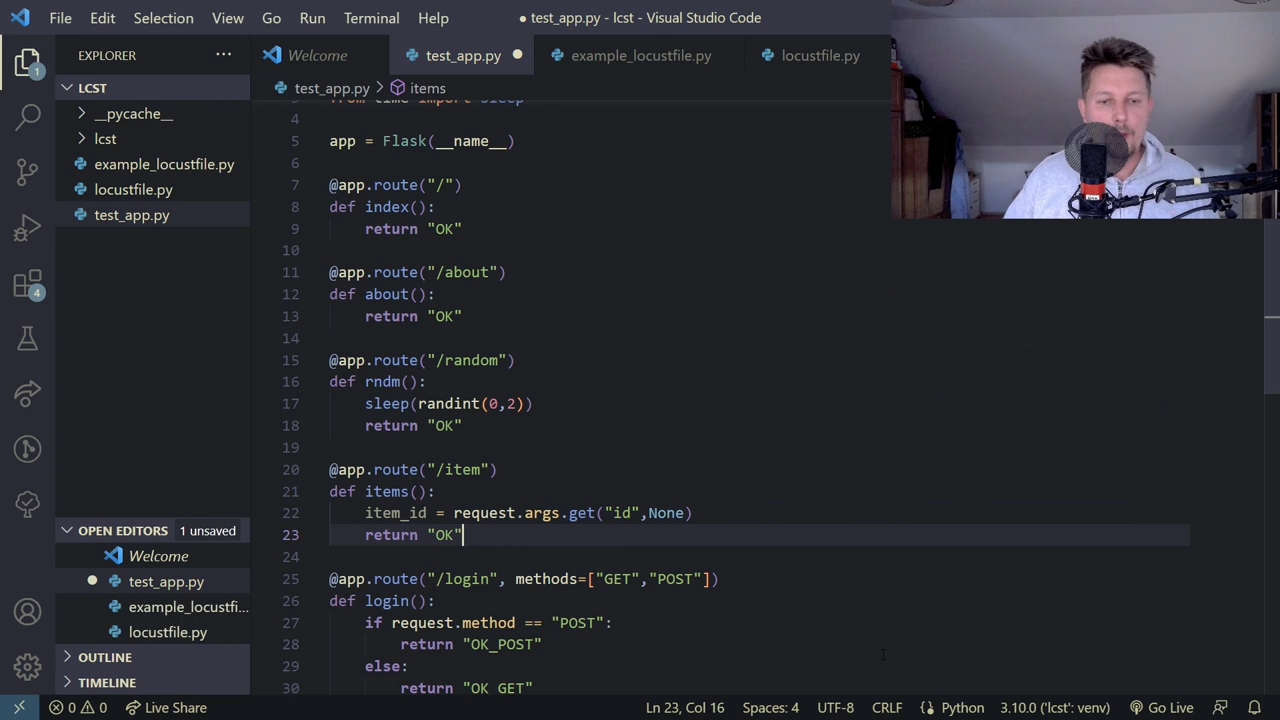 File Edit Selection View Go Run Terminal Help
● test_app.py - lcst - Visual Studio Code
EXPLORER
Welcome
test_app.py
example_locustfile.py
locustfile.py
LCST
test_app.py > items
__pycache__
lcst
example_locustfile.py
locustfile.py
test_app.py
from time import sleep
4
5 app = Flask(__name__)
6
7 @app.route("/")
8 def index():
9 return "OK"
10
11 @app.route("/about")
12 def about():
13 return "OK"
14
15 @app.route("/random")
16 def rndm():
17 sleep(randint(0,2))
18 return "OK"
19
20 @app.route("/item")
21 def items():
22 item_id = request.args.get("id",None)
23 return "OK"
24
25 @app.route("/login", methods=["GET","POST"])
26 def login():
27 if request.method == "POST":
28 return "OK_POST"
29 else:
30 return "OK_GET"
1
4
OPEN EDITORS 1 unsaved
Welcome
test_app.py
example_locustfi...
locustfile.py
OUTLINE
TIMELINE
0 0 Live Share
Ln 23, Col 16 Spaces: 4 UTF-8 CRLF Python 3.10.0 ('lcst': venv) Go Live